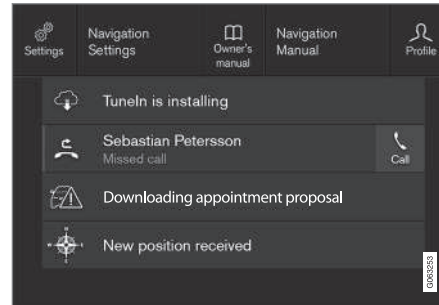 Settings
Navigation
Settings
Owner's
manual
Navigation
Manual
Profile
TuneIn is installing
Sebastian Petersson
Missed call
Call
Downloading appointment proposal
New position received
G063253